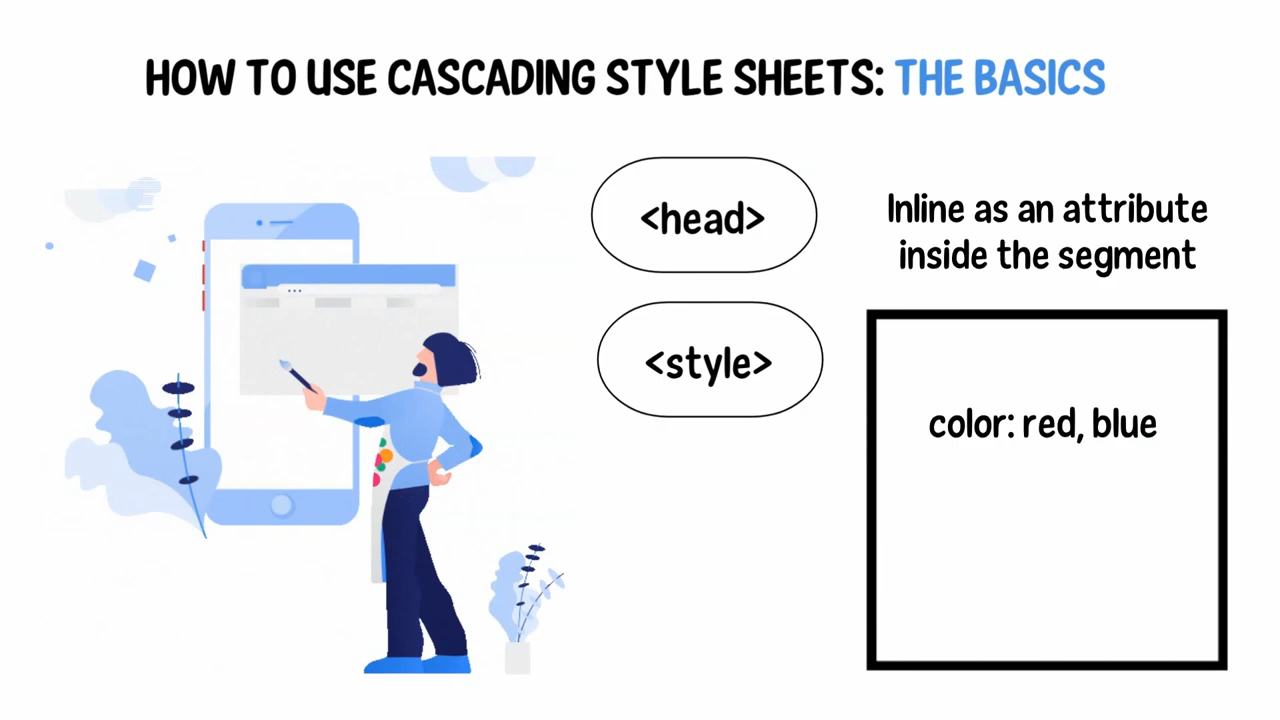 HOW TO USE CASCADING STYLE SHEETS: THE BASICS
<head>
<style>
Inline as an attribute
inside the segment
color: red, blue